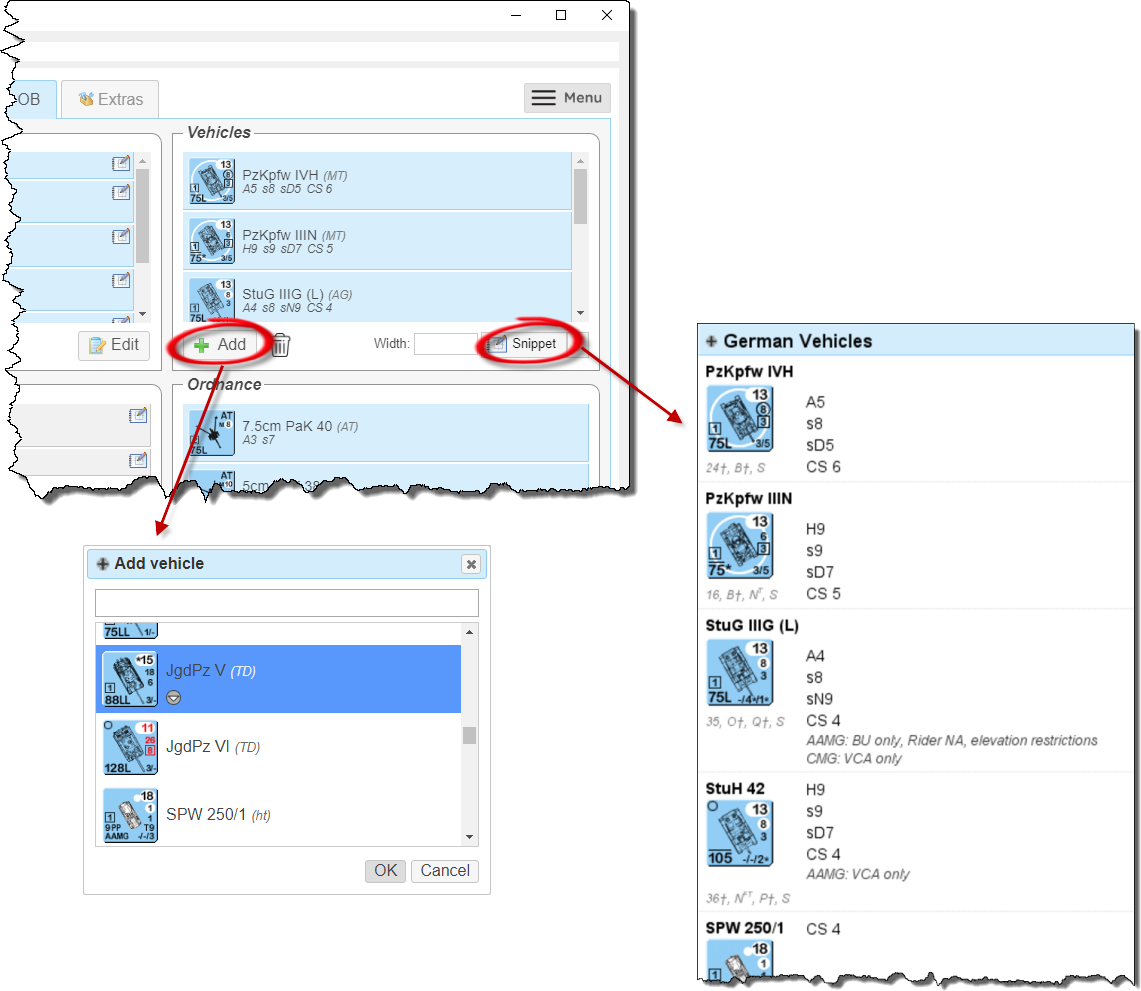 OB
Extras
Menu
Vehicles
13
8
3
1
75L
3/5
PzKpfw IVH (MT)
A5 s8 sD5 CS 6
13
6
3
1
75*
3/5
PzKpfw IIIN (MT)
H9 s9 sD7 CS 5
13
8
3
1
75L
StuG IIIG (L) (AG)
A4 s8 sN9 CS 4
Edit
Add
Width:
Snippet
Ordnance
AT
M 8
75L
7.5cm PaK 40 (AT)
A3 s7
AT
M10
5cm
38
Add vehicle
75LL 1/-
*15
18
6
1
88LL 3/-
JgdPz V (TD)
11
26
8
128L 3/-
JgdPz VI (TD)
18
1
1
1
9PP T9
AAMG -/-/3
SPW 250/1 (ht)
OK
Cancel
German Vehicles
PzKpfw IVH
13
8
3
1
75L 3/5
A5
s8
sD5
CS 6
24†, B†, S
PzKpfw IIIN
13
6
3
1
75* 3/5
H9
s9
sD7
CS 5
16, B†, Nᵀ, S
StuG IIIG (L)
13
8
3
1
75L -/4*/1*
A4
s8
sN9
CS 4
35, O†, Q†, S
AAMG: BU only, Rider NA, elevation restrictions
CMG: VCA only
StuH 42
13
8
3
105 -/-/2*
H9
s9
sD7
CS 4
AAMG: VCA only
36†, Nᶠᵀ, P†, S
SPW 250/1
18
1
1
CS 4